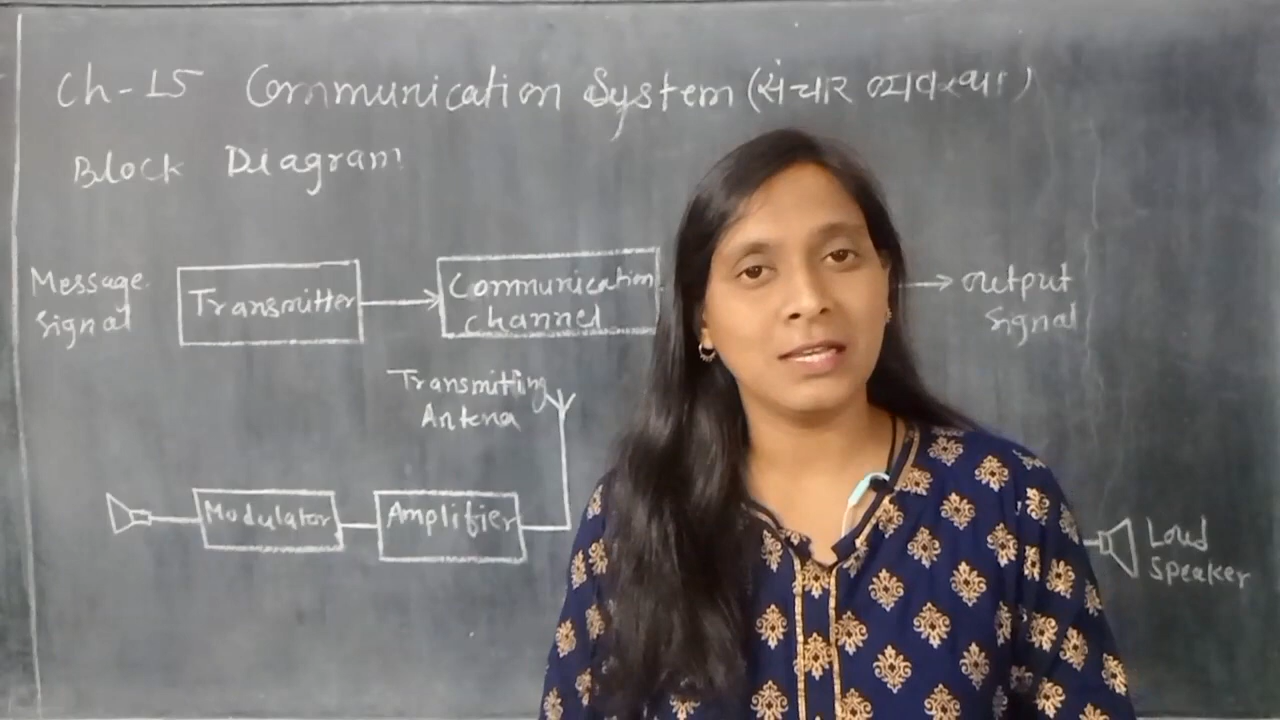 Ch-15 Communication System (संचार व्यवस्था)
Block Diagram
Message
Signal
Transmitter
Communication
Channel
Output
Signal
Transmiting
Antena
Modulator
Amplifier
Loud
Speaker